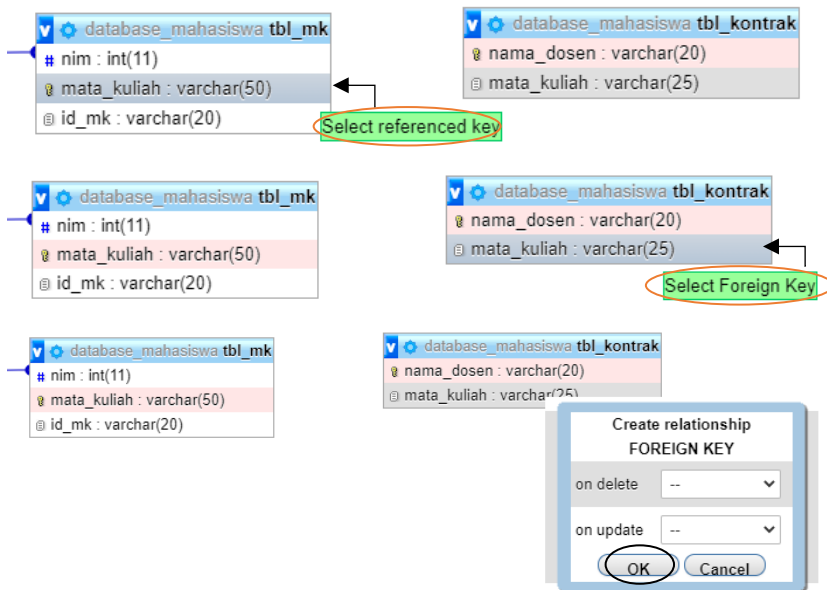 v database_mahasiswa tbl_mk
# nim : int(11)
mata_kuliah : varchar(50)
id_mk : varchar(20)
v database_mahasiswa tbl_kontrak
nama_dosen : varchar(20)
mata_kuliah : varchar(25)
Select referenced key
v database_mahasiswa tbl_mk
# nim : int(11)
mata_kuliah : varchar(50)
id_mk : varchar(20)
v database_mahasiswa tbl_kontrak
nama_dosen : varchar(20)
mata_kuliah : varchar(25)
Select Foreign Key
v database_mahasiswa tbl_mk
# nim : int(11)
mata_kuliah : varchar(50)
id_mk : varchar(20)
v database_mahasiswa tbl_kontrak
nama_dosen : varchar(20)
mata_kuliah : varchar(25)
Create relationship
FOREIGN KEY
on delete --
on update --
OK Cancel